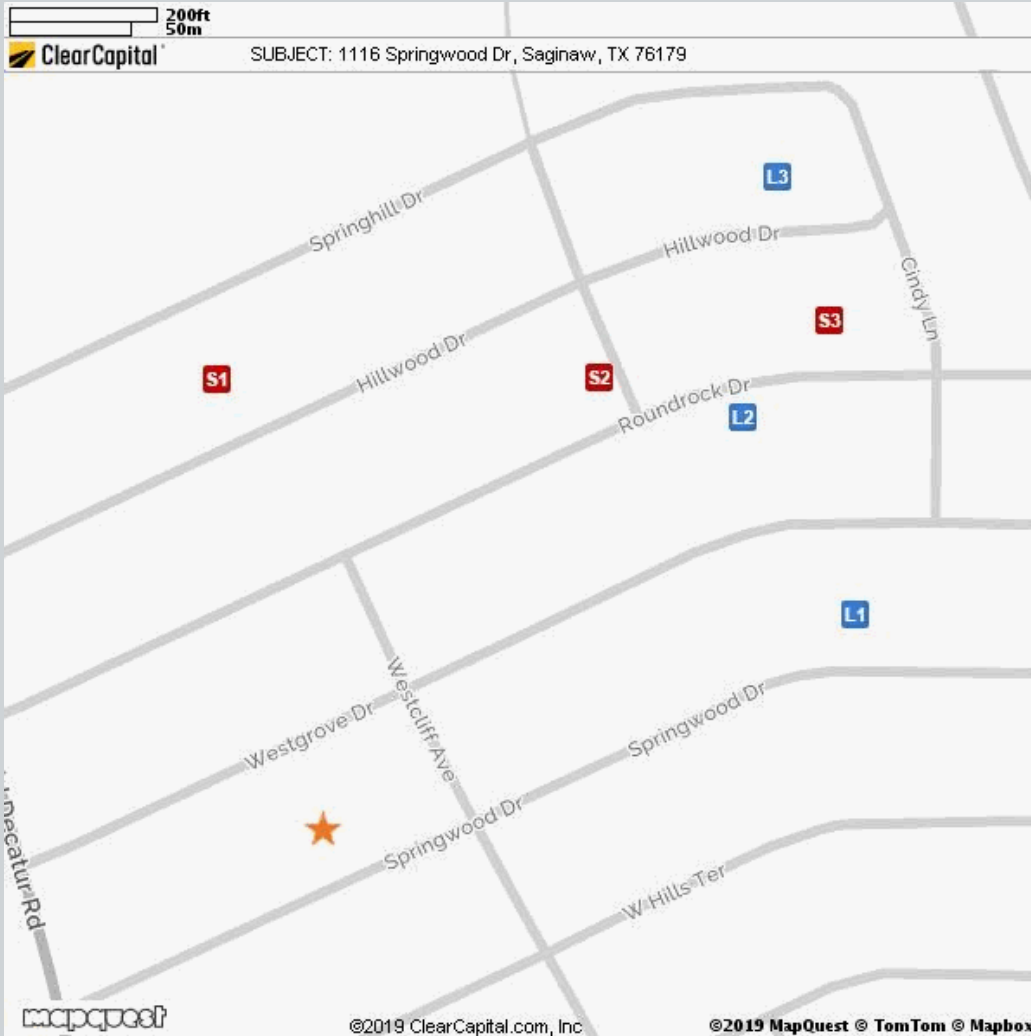 200ft
50m
ClearCapital
SUBJECT: 1116 Springwood Dr, Saginaw, TX 76179
L3
Springhill Dr
Hillwood Dr
Cindy Ln
S3
Hillwood Dr
S1
S2
Roundrock Dr
L2
L1
Westcliff Ave
Springwood Dr
Westgrove Dr
Springwood Dr
Decatur Rd
W Hills Ter
mapquest
©2019 ClearCapital.com, Inc
©2019 MapQuest © TomTom © Mapbox